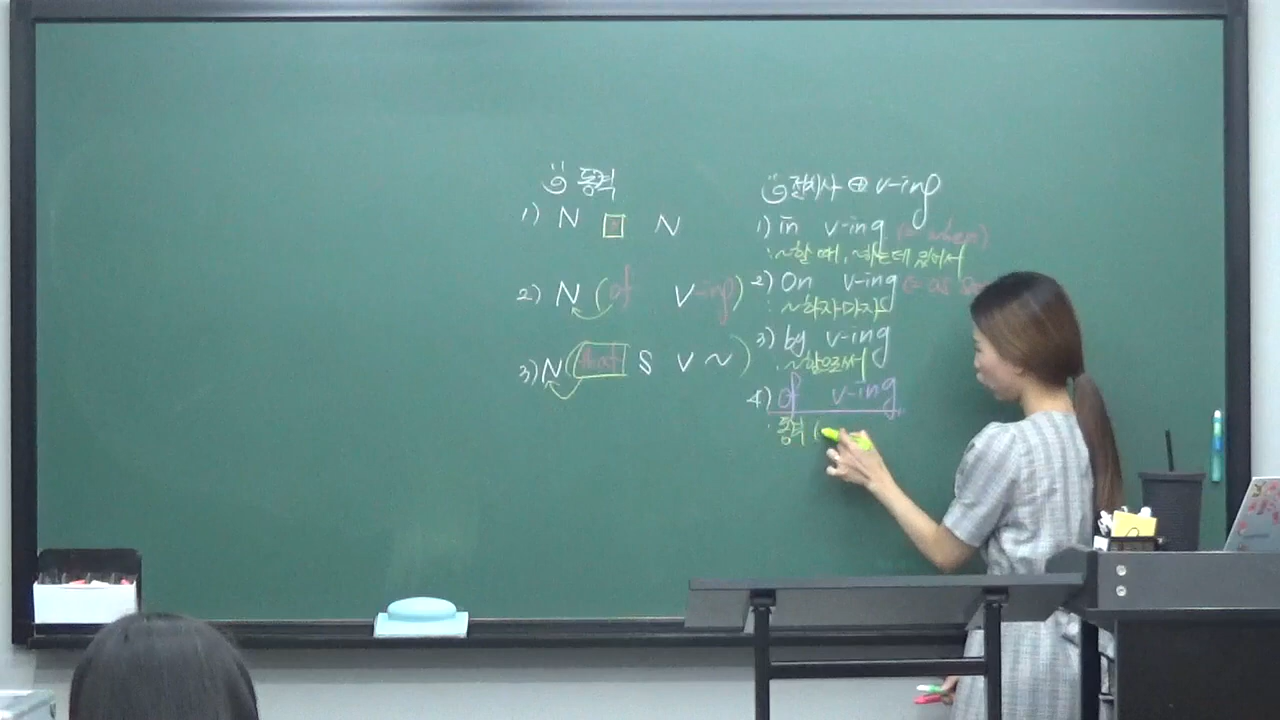 동격
1) N N
2) N (of v-ing)
3) N (that S V ~)
전치사 ⊕ v-ing
1) in v-ing (= when)
: ~할 때, ~하는데 있어서
2) On v-ing (= as
: ~하자마자
3) by v-ing
: ~함으로써
4) of v-ing
: 동격 (